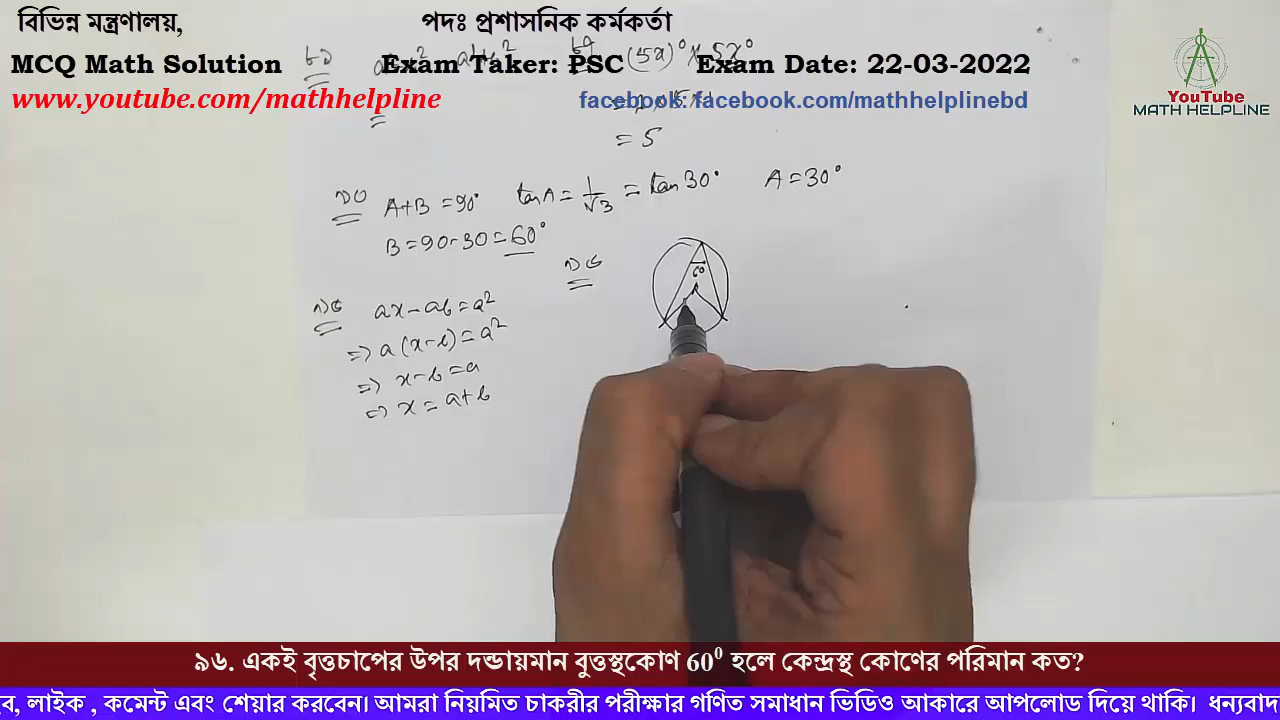 বিভিন্ন মন্ত্রণালয়,
পদঃ প্রশাসনিক কর্মকর্তা
MCQ Math Solution
Exam Taker: PSC
Exam Date: 22-03-2022
www.youtube.com/mathhelpline
facebook: facebook.com/mathhelplinebd
YouTube
MATH HELPLINE
= 5
৯০ A+B = 90° tanA = 1/√3 = tan 30° A = 30°
B = 90-30 = 60°
৯৫ ax - ab = a²
=> a(x-b) = a²
=> x-b = a
=> x = a+b
৯৬
60
৯৬. একই বৃত্তচাপের উপর দন্ডায়মান বুত্তস্থকোণ 60⁰ হলে কেন্দ্রস্থ কোণের পরিমান কত?
লাইক , কমেন্ট এবং শেয়ার করবেন। আমরা নিয়মিত চাকরীর পরীক্ষার গণিত সমাধান ভিডিও আকারে আপলোড দিয়ে থাকি। ধন্যবাদ